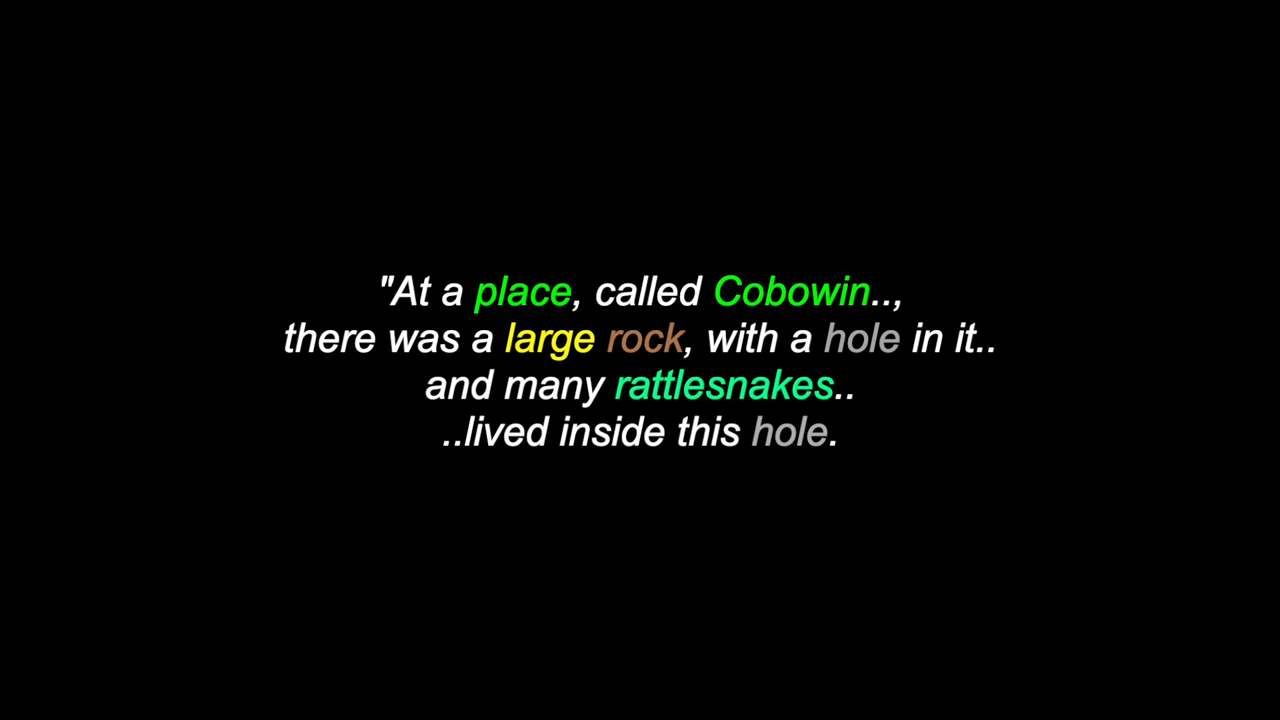 "At a place, called Cobowin..,
there was a large rock, with a hole in it..
and many rattlesnakes..
..lived inside this hole.